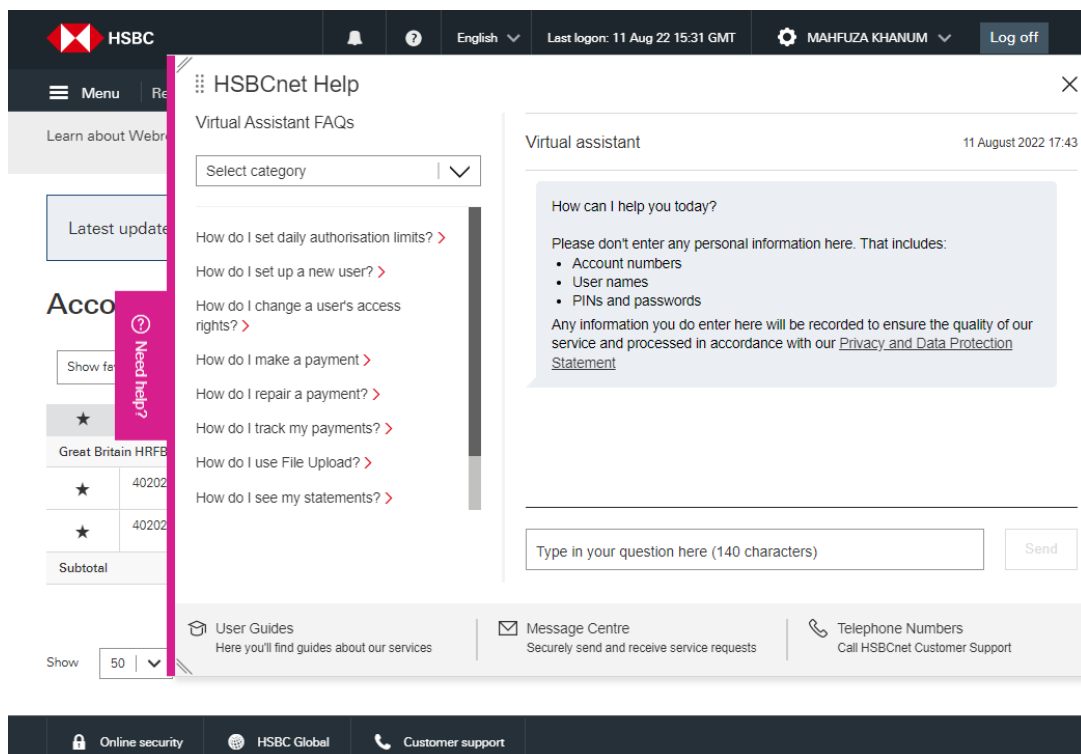 HSBC
English
Last logon: 11 Aug 22 15:31 GMT
MAHFUZA KHANUM
Log off
Menu
Re
HSBCnet Help
Learn about Webr
Virtual Assistant FAQs
Select category
Latest update
How do I set daily authorisation limits?
How do I set up a new user?
How do I change a user's access
rights?
How do I make a payment
How do I repair a payment?
How do I track my payments?
How do I use File Upload?
How do I see my statements?
Virtual assistant
11 August 2022 17:43
How can I help you today?
Please don't enter any personal information here. That includes:
• Account numbers
• User names
• PINs and passwords
Any information you do enter here will be recorded to ensure the quality of our
service and processed in accordance with our Privacy and Data Protection
Statement
Type in your question here (140 characters)
Send
Acco
Need help?
Show fa
Great Britain HRFB
40202
40202
Subtotal
User Guides
Here you'll find guides about our services
Message Centre
Securely send and receive service requests
Telephone Numbers
Call HSBCnet Customer Support
Show
50
Online security
HSBC Global
Customer support